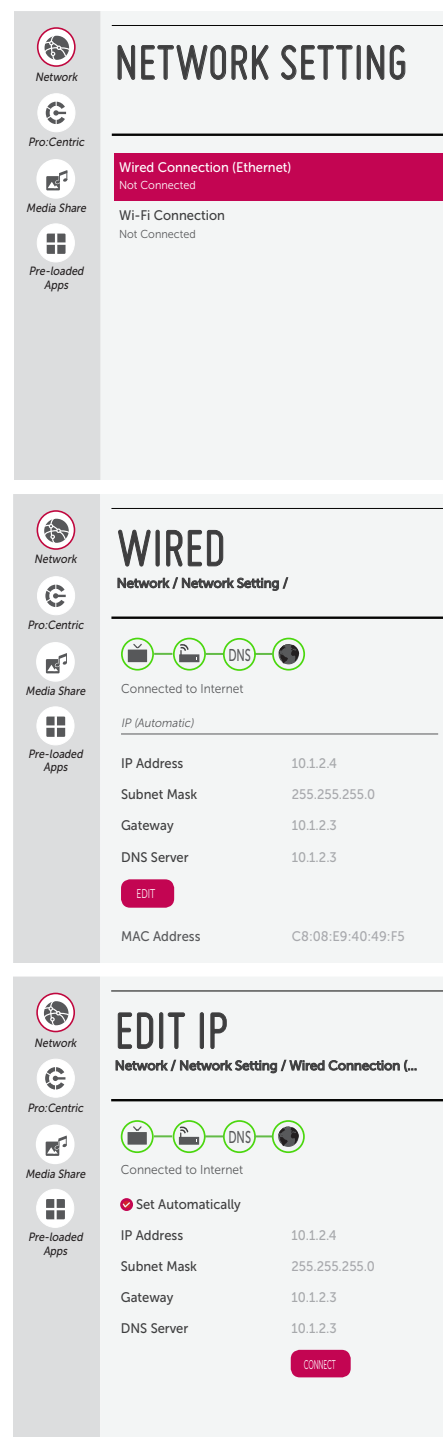 Network
Pro:Centric
Media Share
Pre-loaded
Apps
NETWORK SETTING
Wired Connection (Ethernet)
Not Connected
Wi-Fi Connection
Not Connected
Network
Pro:Centric
Media Share
Pre-loaded
Apps
WIRED
Network / Network Setting /
DNS
Connected to Internet
IP (Automatic)
IP Address 10.1.2.4
Subnet Mask 255.255.255.0
Gateway 10.1.2.3
DNS Server 10.1.2.3
EDIT
MAC Address C8:08:E9:40:49:F5
Network
Pro:Centric
Media Share
Pre-loaded
Apps
EDIT IP
Network / Network Setting / Wired Connection (...
DNS
Connected to Internet
Set Automatically
IP Address 10.1.2.4
Subnet Mask 255.255.255.0
Gateway 10.1.2.3
DNS Server 10.1.2.3
CONNECT